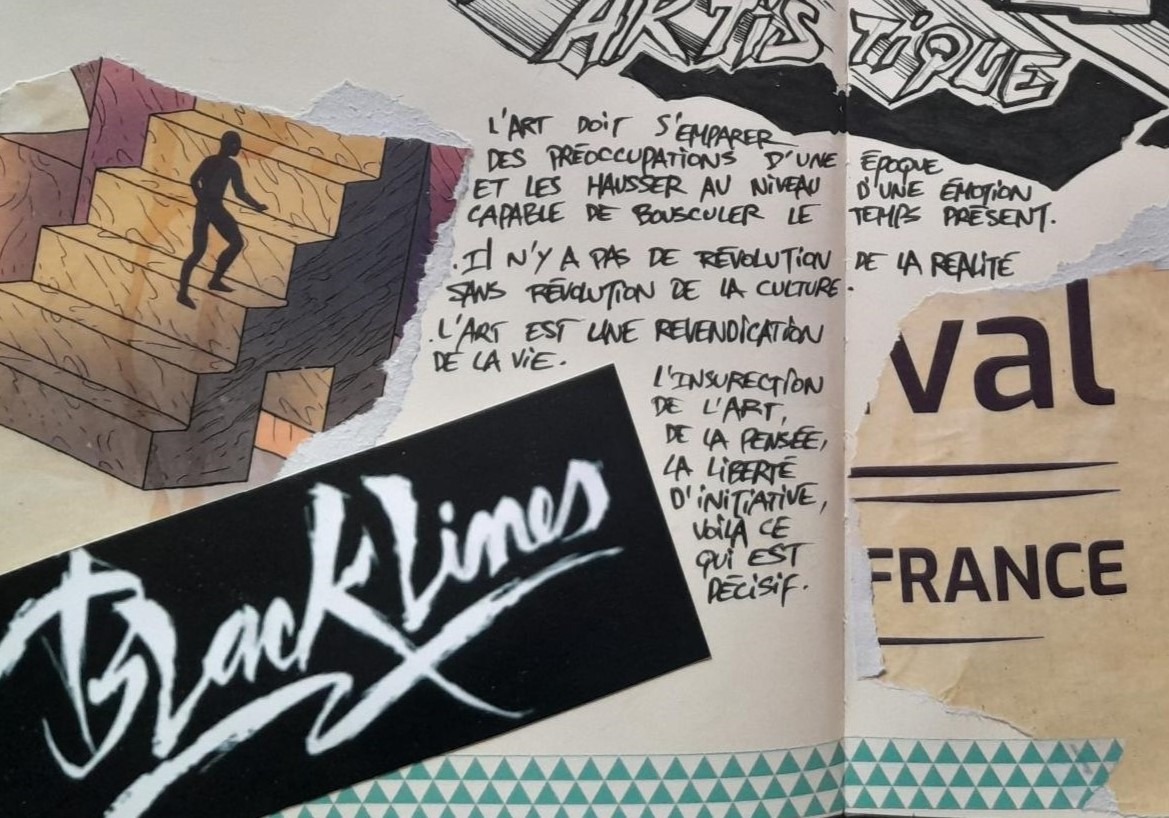 ARTiSTiQUE
L'ART DOIT S'EMPARER
DES PRÉOCCUPATIONS D'UNE ÉPOQUE
ET LES HAUSSER AU NIVEAU D'UNE ÉMOTION
CAPABLE DE BOUSCULER LE TEMPS PRÉSENT.
.Il N'Y A PAS DE RÉVOLUTION DE LA REALITÉ
SANS RÉVOLUTION DE LA CULTURE.
.L'ART EST UNE REVENDICATION
DE LA VIE.
L'INSURECTION
DE L'ART,
DE LA PENSÉE,
LA LIBERTÉ
D'INITIATIVE,
VOILÀ CE
QUI EST
DÉCISIF.
val
FRANCE
BLackLines